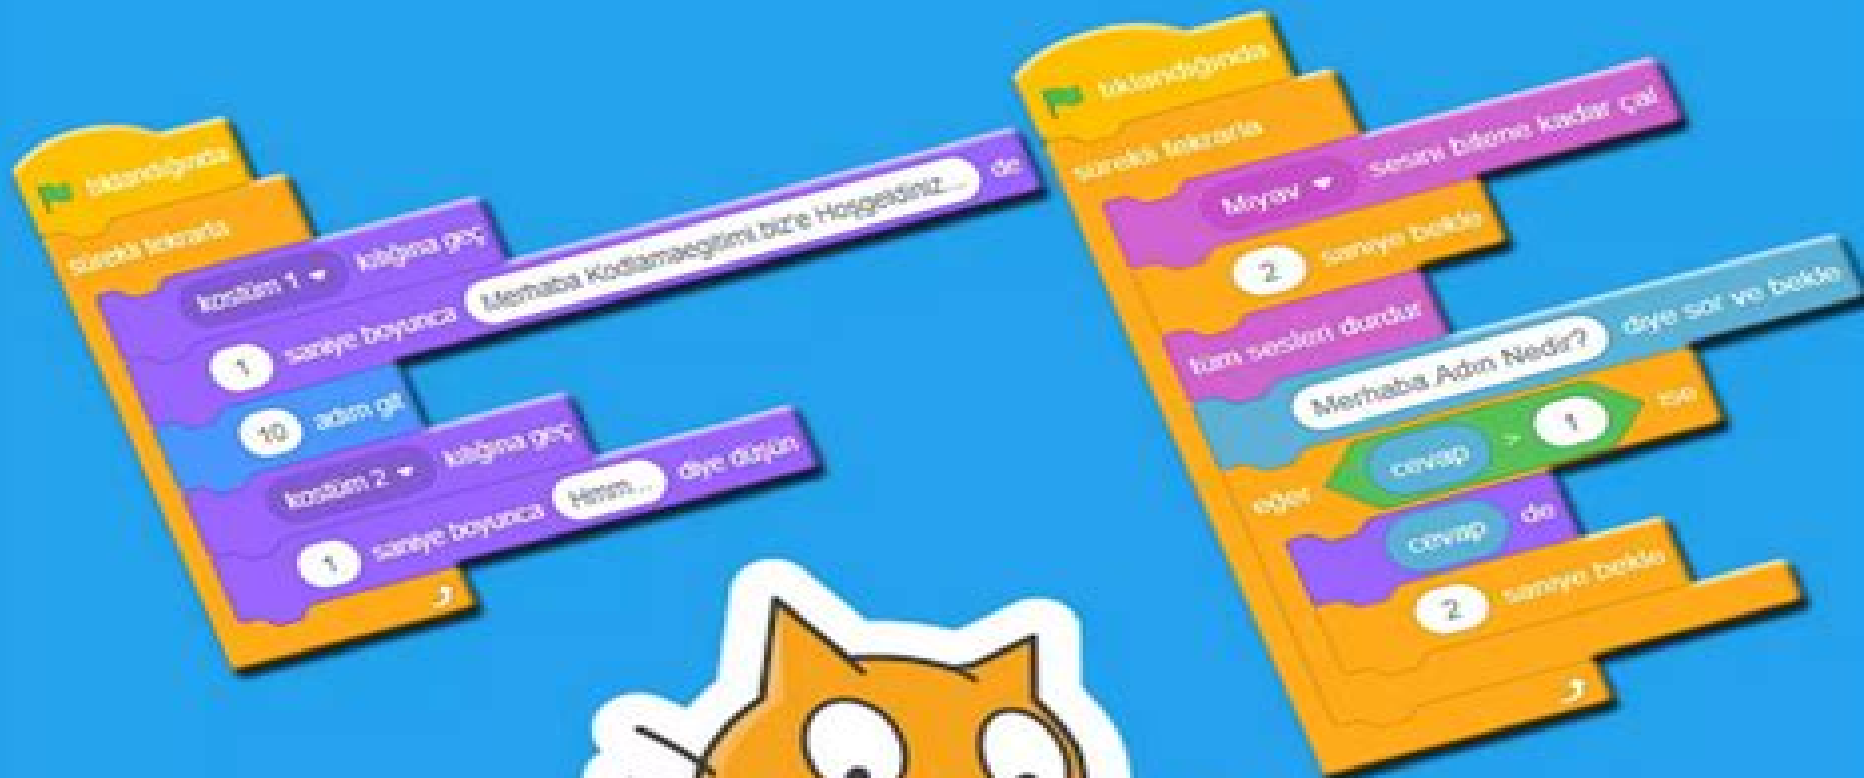 tıklandığında
sürekli tekrarla
kostüm 1 kılığına geç
1 saniye boyunca Merhaba Kodlamaegitimi.biz'e Hoşgeldiniz... de
10 adım git
kostüm 2 kılığına geç
1 saniye boyunca Hmm... diye düşün
tıklandığında
sürekli tekrarla
Miyav sesini bitene kadar çal
2 saniye bekle
tüm sesleri durdur
Merhaba Adın Nedir? diye sor ve bekle
eğer cevap > 1 ise
cevap de
2 saniye bekle